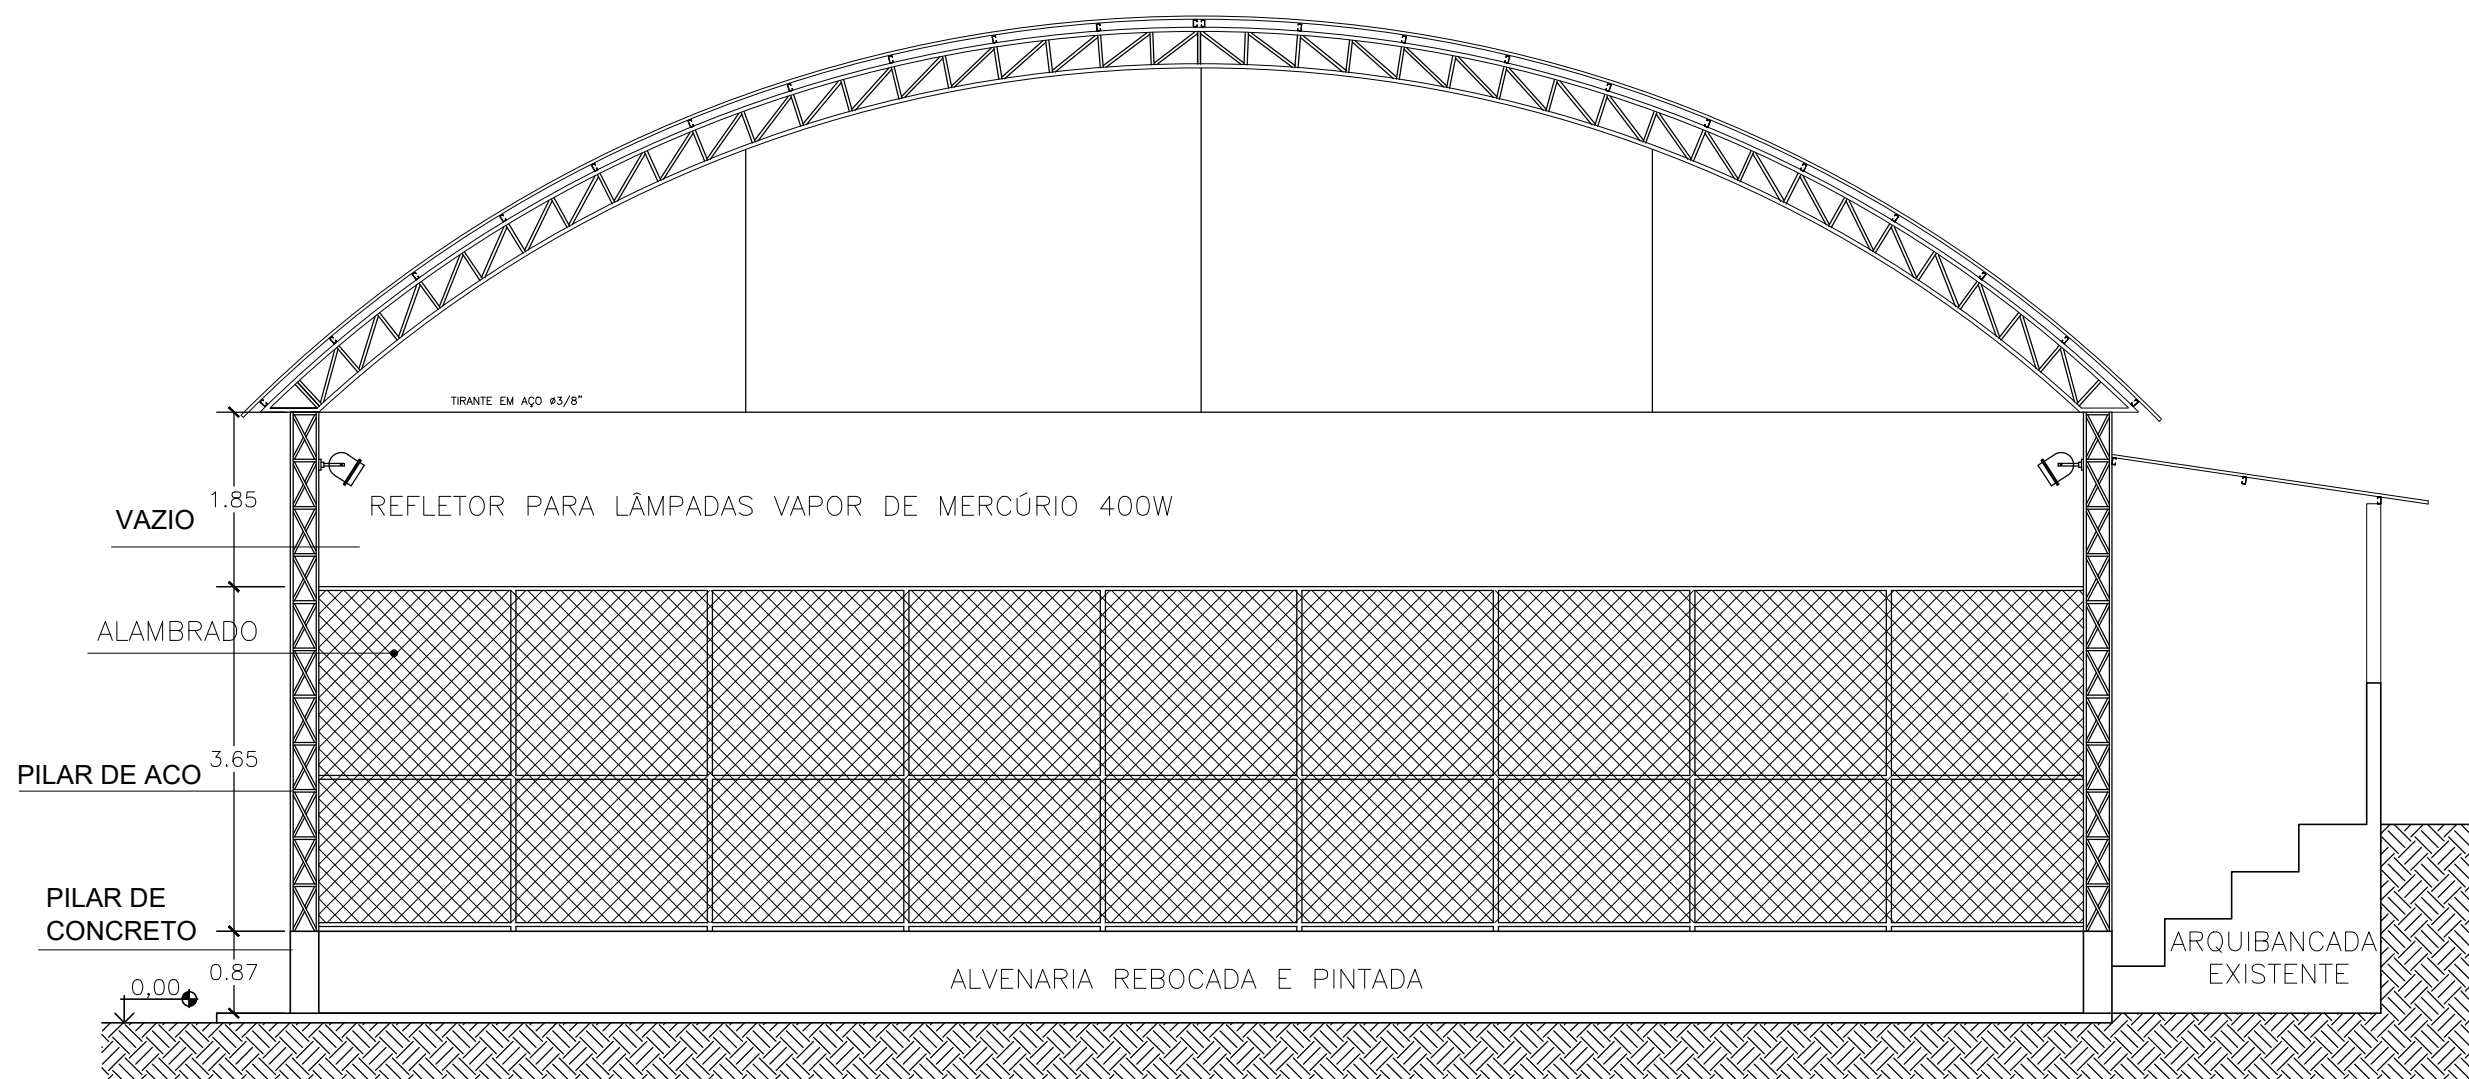 TIRANTE EM AÇO ø3/8"
1.85
VAZIO
REFLETOR PARA LÂMPADAS VAPOR DE MERCÚRIO 400W
ALAMBRADO
3.65
PILAR DE ACO
PILAR DE
CONCRETO
0.87
0,00
ALVENARIA REBOCADA E PINTADA
ARQUIBANCADA
EXISTENTE